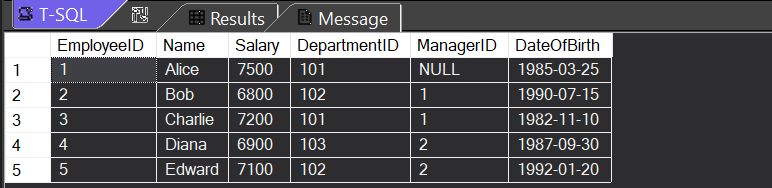 T-SQL Results Message
EmployeeID Name Salary DepartmentID ManagerID DateOfBirth
1 1 Alice 7500 101 NULL 1985-03-25
2 2 Bob 6800 102 1 1990-07-15
3 3 Charlie 7200 101 1 1982-11-10
4 4 Diana 6900 103 2 1987-09-30
5 5 Edward 7100 102 2 1992-01-20